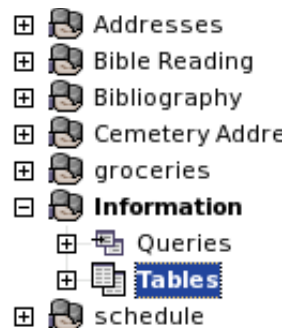 Addresses
Bible Reading
Bibliography
Cemetery Addre
groceries
Information
Queries
Tables
schedule